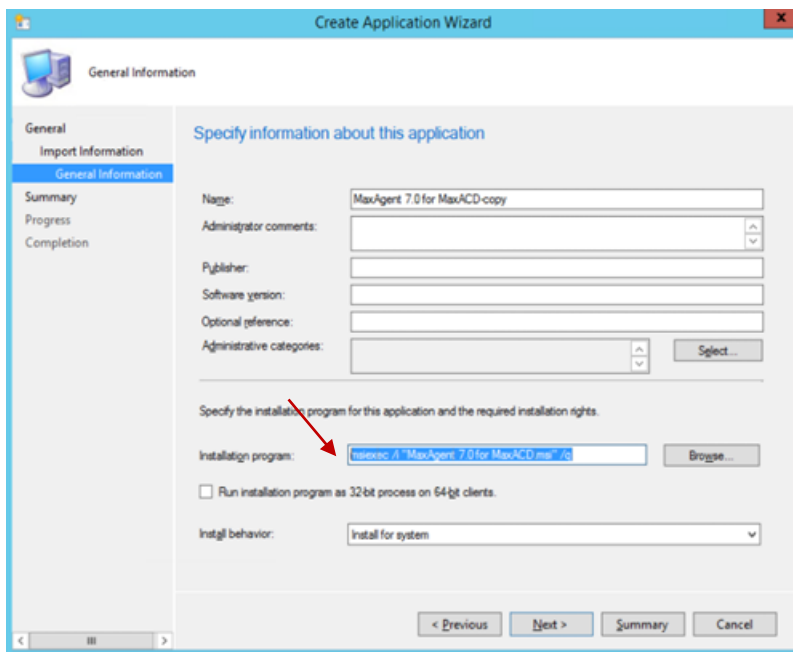 Create Application Wizard
x
General Information
General
Import Information
General Information
Summary
Progress
Completion
Specify information about this application
Name:
MaxAgent 7.0 for MaxACD-copy
Administrator comments:
Publisher:
Software version:
Optional reference:
Administrative categories:
Select...
Specify the installation program for this application and the required installation rights.
Installation program:
msiexec /i "MaxAgent 7.0 for MaxACD.msi" /q
Browse...
Run installation program as 32-bit process on 64-bit clients.
Install behavior:
Install for system
< Previous
Next >
Summary
Cancel